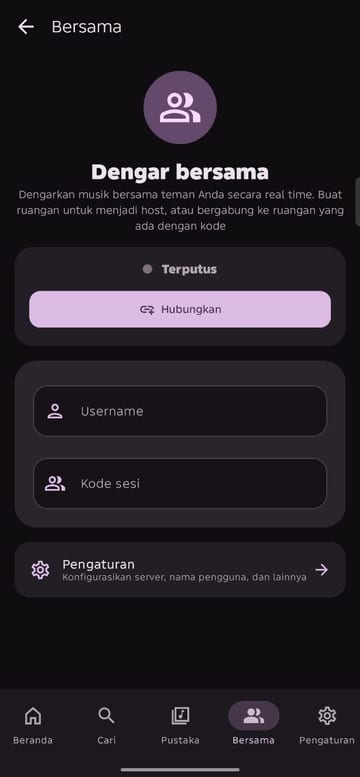 Bersama
Dengar bersama
Dengarkan musik bersama teman Anda secara real time. Buat
ruangan untuk menjadi host, atau bergabung ke ruangan yang
ada dengan kode
Terputus
Hubungkan
Username
Kode sesi
Pengaturan
Konfigurasikan server, nama pengguna, dan lainnya
Beranda
Cari
Pustaka
Bersama
Pengaturan